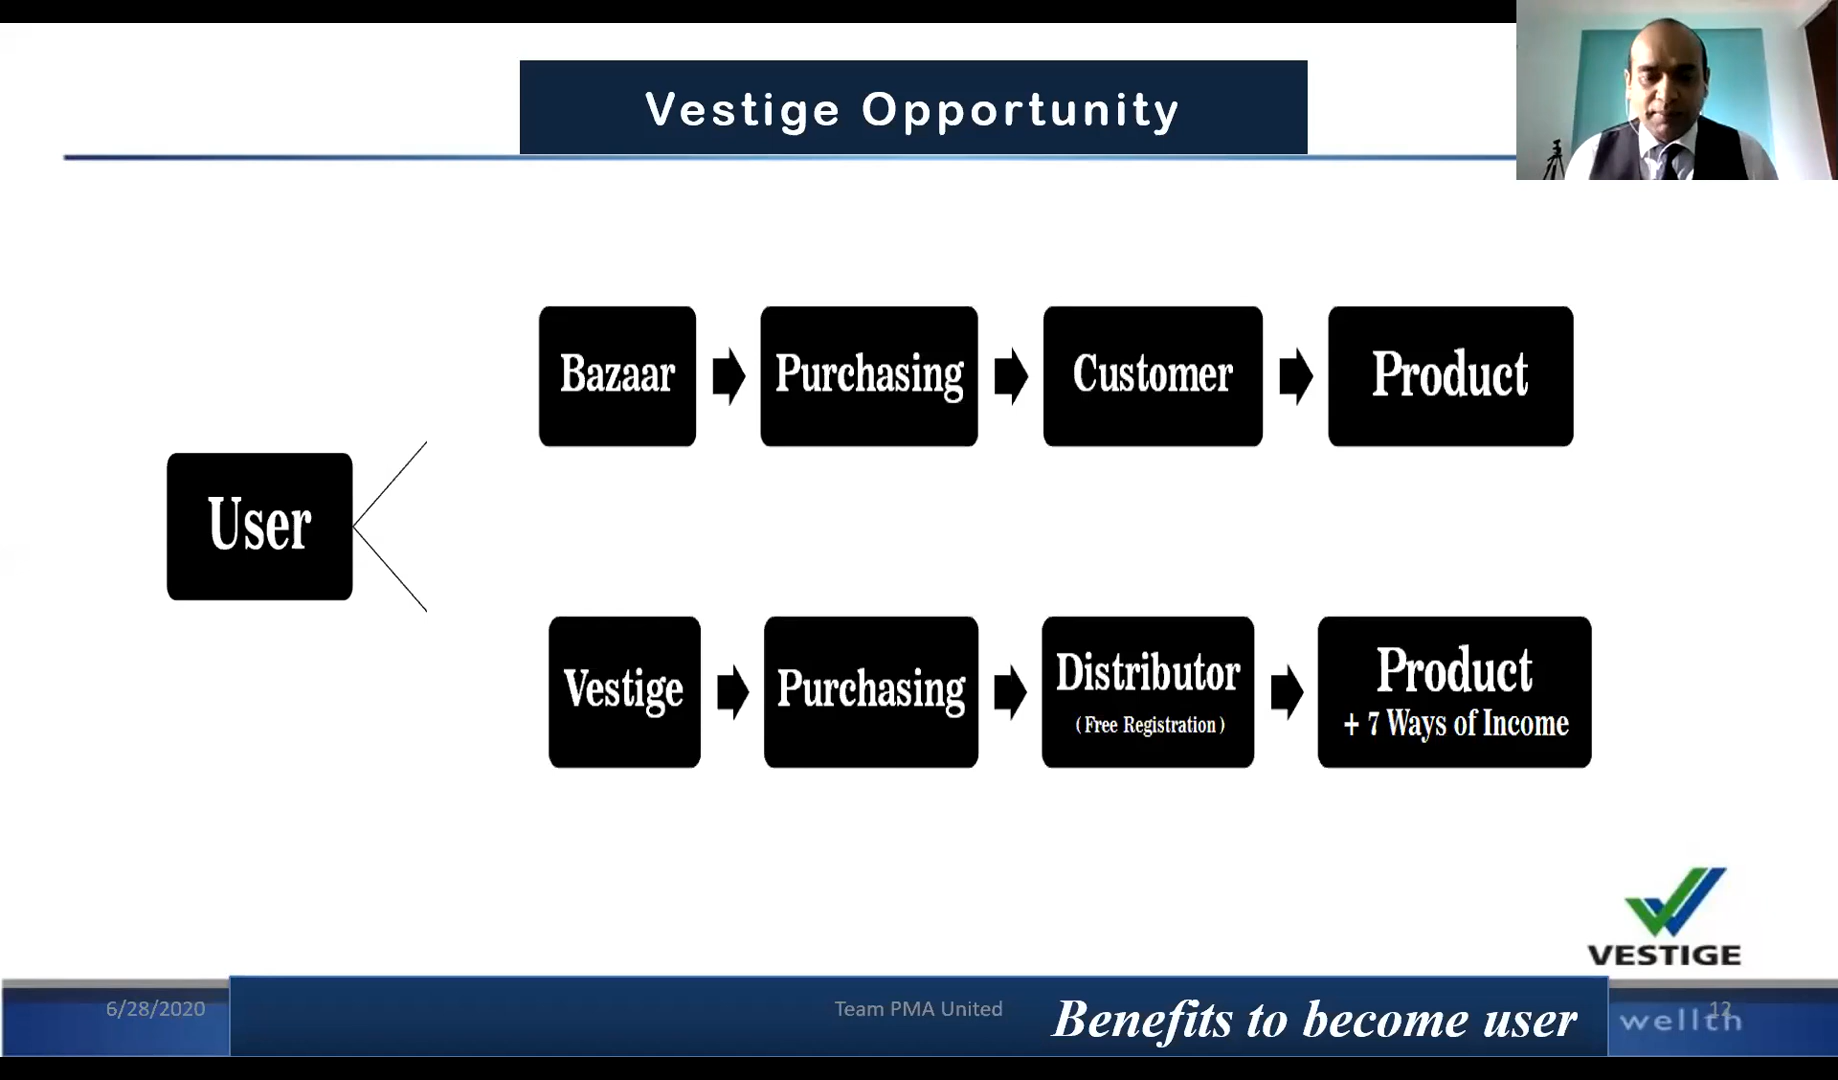 Vestige Opportunity
User
Bazaar
Purchasing
Customer
Product
Vestige
Purchasing
Distributor
( Free Registration )
Product
+ 7 Ways of Income
VESTIGE
6/28/2020
Team PMA United
Benefits to become user
12
wellth